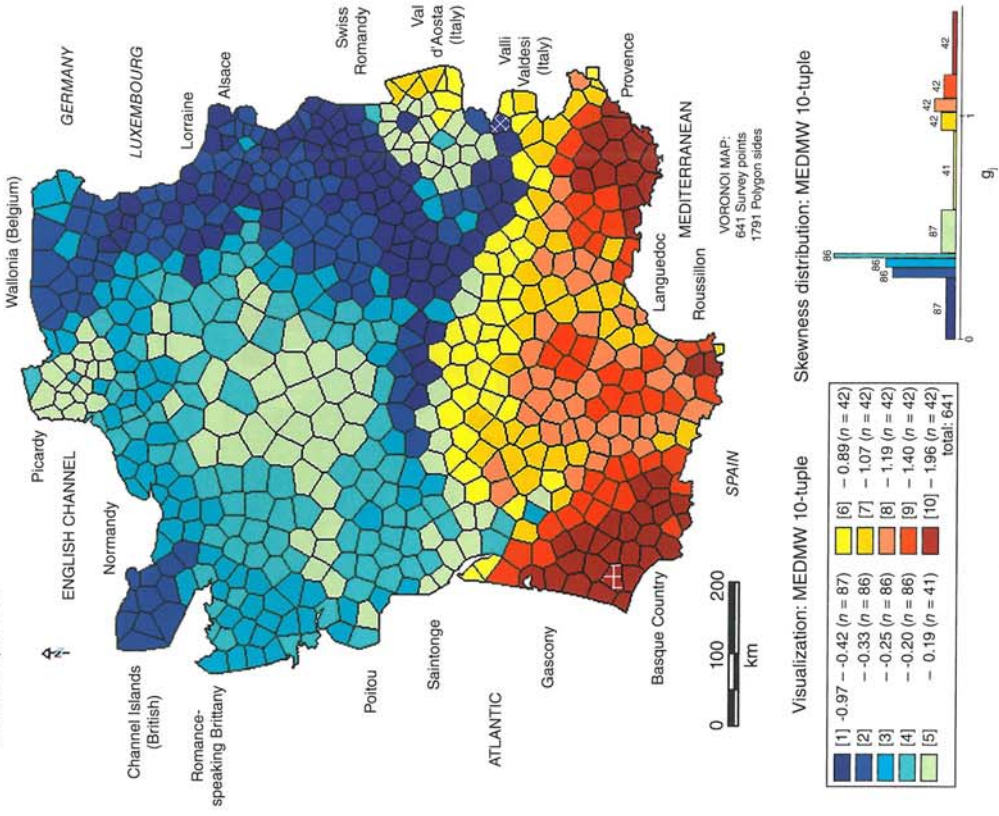 Wallonia (Belgium)
GERMANY
LUXEMBOURG
Lorraine
Alsace
Swiss
Romandy
Val
d'Aosta
(Italy)
Valli
Valdesi
(Italy)
Provence
Picardy
ENGLISH CHANNEL
Normandy
N
Channel Islands
(British)
Romance-
speaking Brittany
Poitou
Saintonge
ATLANTIC
Gascony
Basque Country
SPAIN
Roussillon
Languedoc
MEDITERRANEAN
VORONOI MAP:
641 Survey points
1791 Polygon sides
0 100 200
km
Visualization: MEDMW 10-tuple
[1] -0.97 – -0.42 (n = 87)
[2] – -0.33 (n = 86)
[3] – -0.25 (n = 86)
[4] – -0.20 (n = 86)
[5] – 0.19 (n = 41)
[6] – 0.89 (n = 42)
[7] – 1.07 (n = 42)
[8] – 1.19 (n = 42)
[9] – 1.40 (n = 42)
[10] – 1.96 (n = 42)
total: 641
Skewness distribution: MEDMW 10-tuple
87 86 86 86 87 41 42 42 42 42
0 1
gi